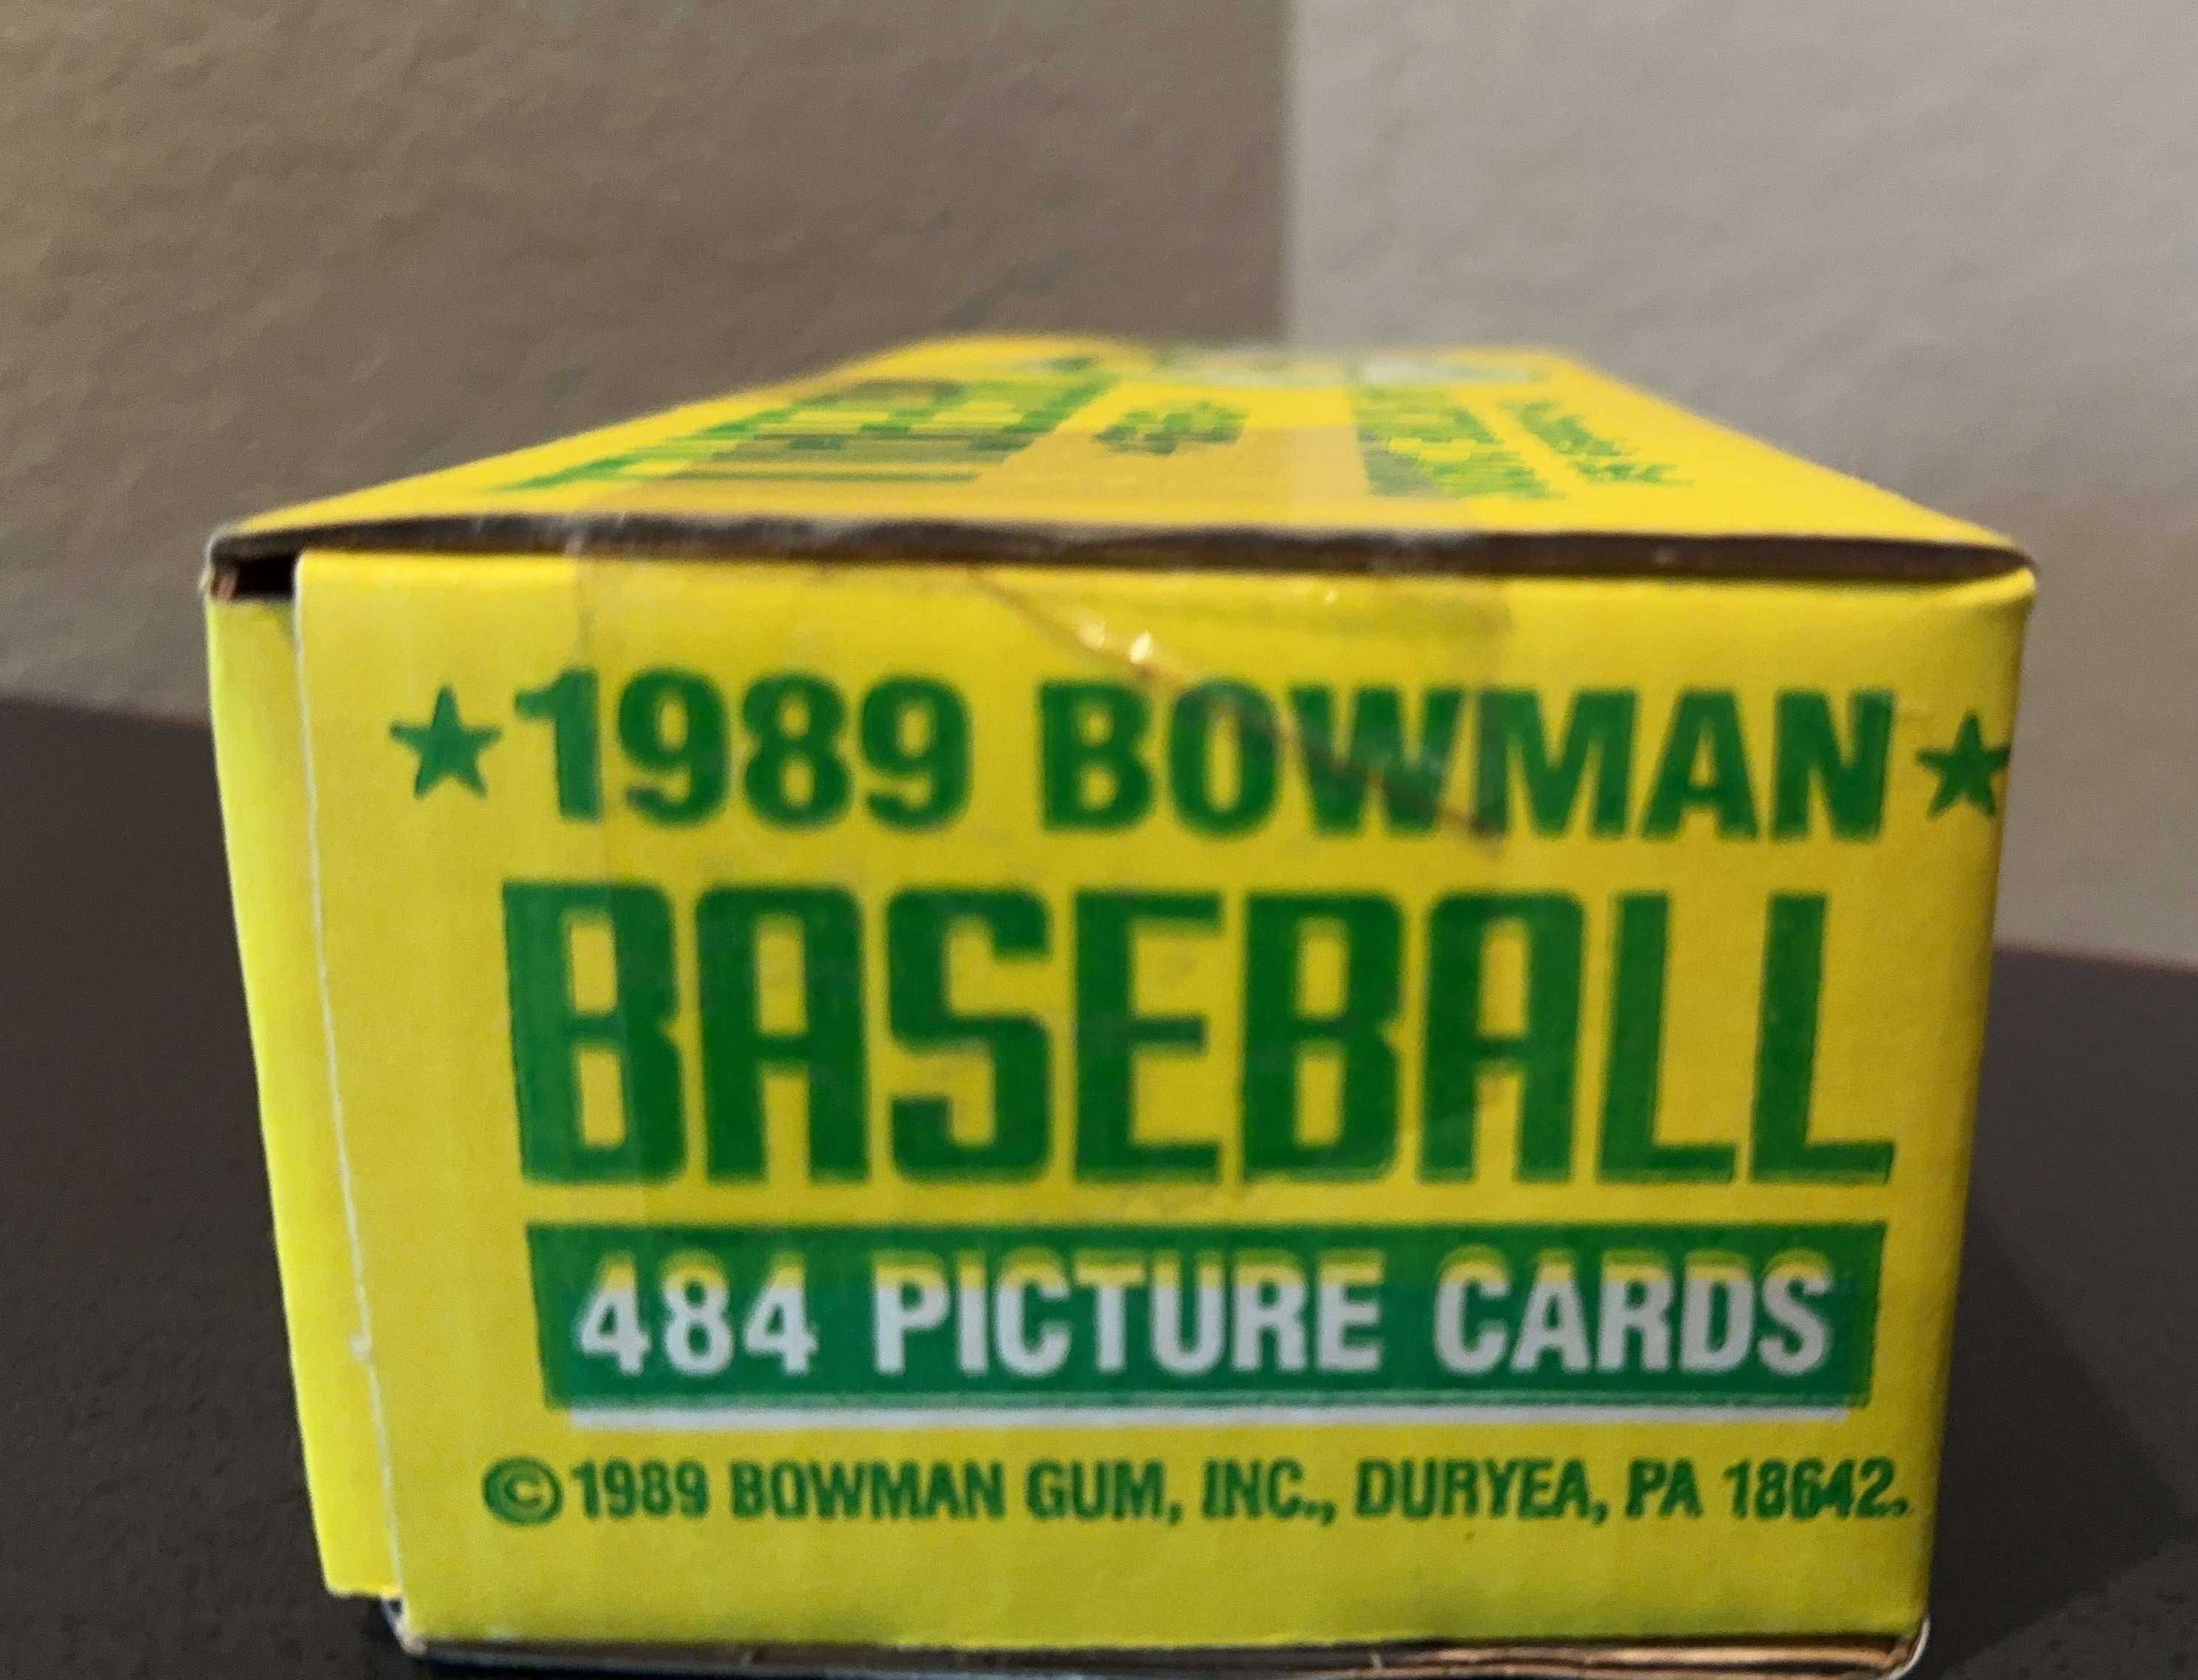 ★1989 BOWMAN★
BASEBALL
484 PICTURE CARDS
©1989 BOWMAN GUM, INC., DURYEA, PA 18642.